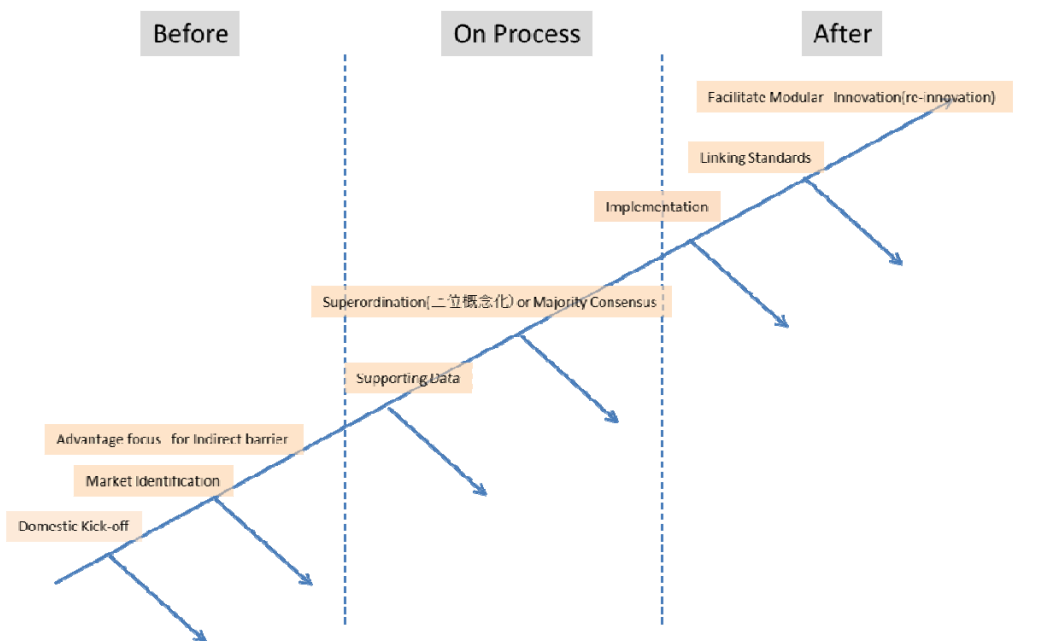 Before
On Process
After
Facilitate Modular Innovation(re-innovation)
Linking Standards
Implementation
Superordination(二位概念化) or Majority Consensus
Supporting Data
Advantage focus for Indirect barrier
Market Identification
Domestic Kick-off